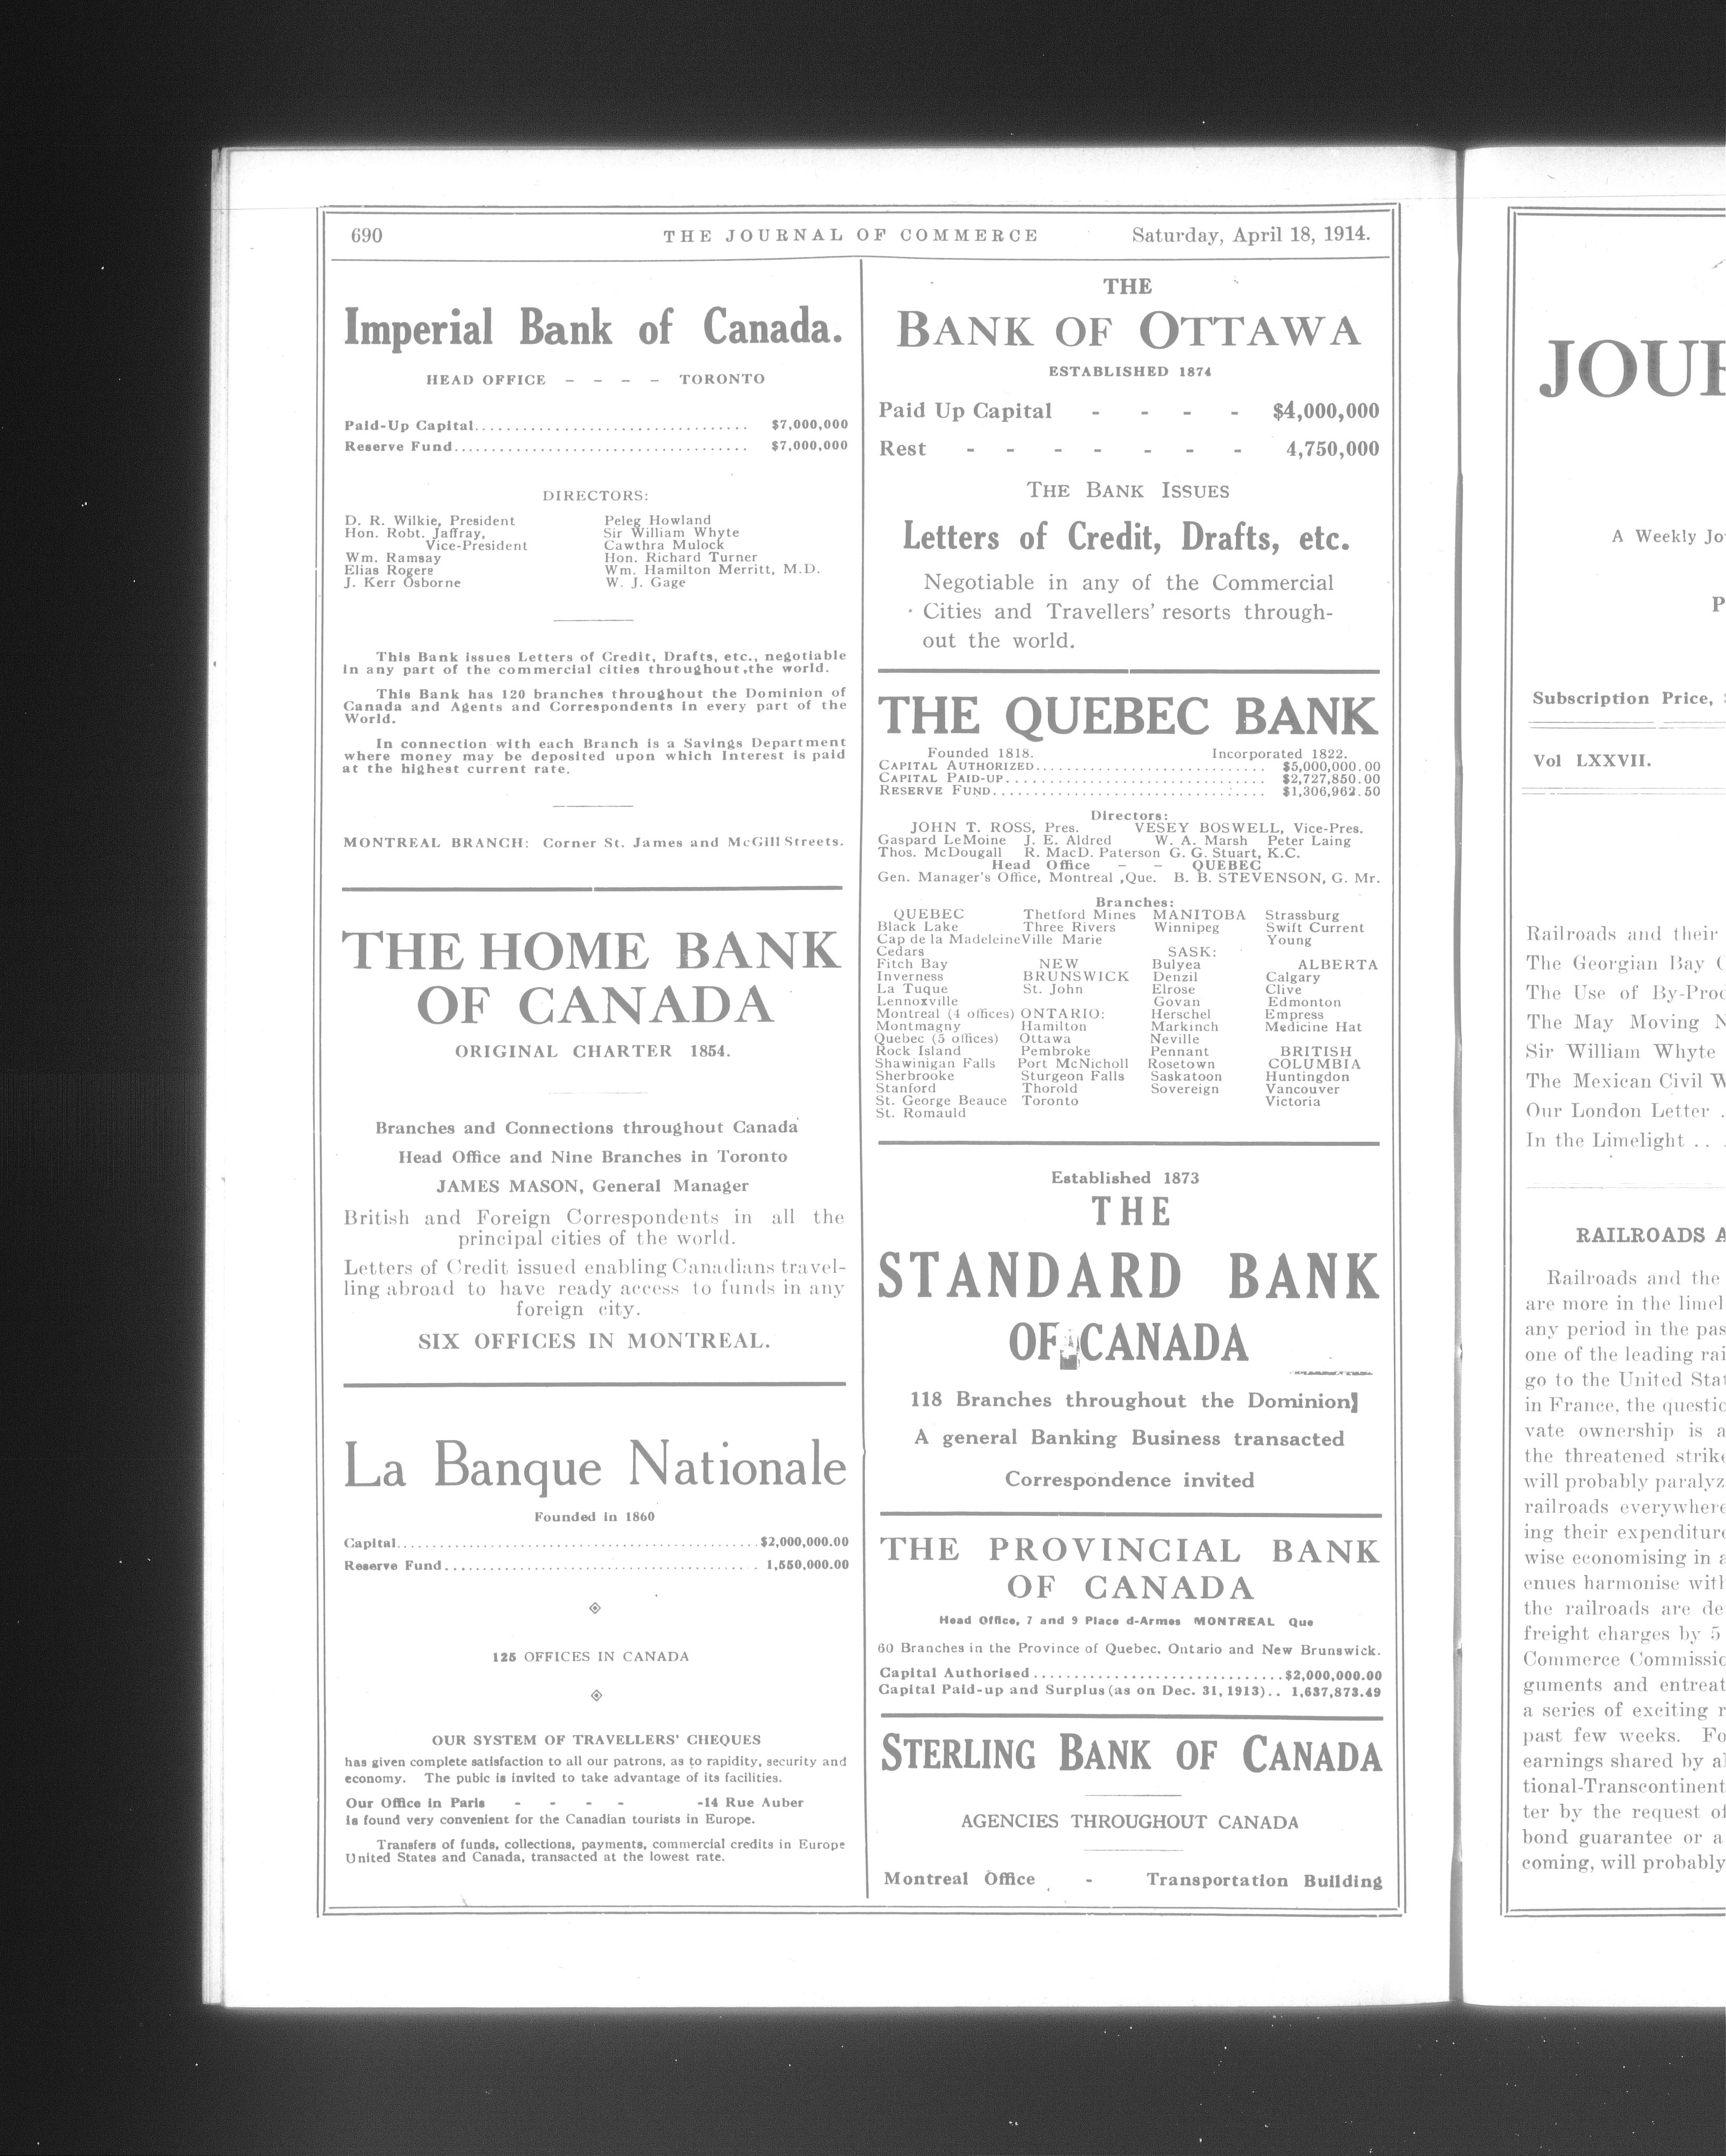 690
THE JOURNAL OF COMMERCE
Saturday, April 18, 1914.
Imperial Bank of Canada.
HEAD OFFICE - - - - TORONTO
Paid-Up Capital................................. $7,000,000
Reserve Fund.................................... $7,000,000
DIRECTORS:
D. R. Wilkie, President
Hon. Robt. Jaffray,
Vice-President
Wm. Ramsay
Elias Rogers
J. Kerr Osborne
Peleg Howland
Sir William Whyte
Cawthra Mulock
Hon. Richard Turner
Wm. Hamilton Merritt, M.D.
W. J. Gage
This Bank issues Letters of Credit, Drafts, etc., negotiable
in any part of the commercial cities throughout the world.
This Bank has 120 branches throughout the Dominion of
Canada and Agents and Correspondents in every part of the
World.
In connection with each Branch is a Savings Department
where money may be deposited upon which Interest is paid
at the highest current rate.
MONTREAL BRANCH: Corner St. James and McGill Streets.
THE HOME BANK
OF CANADA
ORIGINAL CHARTER 1854.
Branches and Connections throughout Canada
Head Office and Nine Branches in Toronto
JAMES MASON, General Manager
British and Foreign Correspondents in all the
principal cities of the world.
Letters of Credit issued enabling Canadians travel-
ling abroad to have ready access to funds in any
foreign city.
SIX OFFICES IN MONTREAL.
La Banque Nationale
Founded in 1860
Capital............................................$2,000,000.00
Reserve Fund....................................... 1,550,000.00
125 OFFICES IN CANADA
OUR SYSTEM OF TRAVELLERS' CHEQUES
has given complete satisfaction to all our patrons, as to rapidity, security and
economy. The pubic is invited to take advantage of its facilities.
Our Office in Paris - - - - -14 Rue Auber
is found very convenient for the Canadian tourists in Europe.
Transfers of funds, collections, payments, commercial credits in Europe
United States and Canada, transacted at the lowest rate.
THE
BANK OF OTTAWA
ESTABLISHED 1874
Paid Up Capital - - - - $4,000,000
Rest - - - - - - - 4,750,000
THE BANK ISSUES
Letters of Credit, Drafts, etc.
Negotiable in any of the Commercial
Cities and Travellers' resorts through-
out the world.
THE QUEBEC BANK
Founded 1818. Incorporated 1822.
CAPITAL AUTHORIZED............................ $5,000,000.00
CAPITAL PAID-UP................................ $2,727,850.00
RESERVE FUND................................. $1,306,962.50
Directors:
JOHN T. ROSS, Pres. VESEY BOSWELL, Vice-Pres.
Gaspard LeMoine J. E. Aldred W. A. Marsh Peter Laing
Thos. McDougall R. MacD. Paterson G. G. Stuart, K.C.
Head Office - - QUEBEC
Gen. Manager's Office, Montreal ,Que. B. B. STEVENSON, G. Mr.
Branches:
QUEBEC
Black Lake
Cap de la Madeleine
Cedars
Fitch Bay
Inverness
La Tuque
Lennoxville
Montreal (4 offices)
Montmagny
Quebec (5 offices)
Rock Island
Shawinigan Falls
Sherbrooke
Stanford
St. George Beauce
St. Romauld
Thetford Mines
Three Rivers
Ville Marie
NEW
BRUNSWICK
St. John
ONTARIO:
Hamilton
Ottawa
Pembroke
Port McNicholl
Sturgeon Falls
Thorold
Toronto
MANITOBA
Winnipeg
SASK:
Bulyea
Denzil
Elrose
Govan
Herschel
Markinch
Neville
Pennant
Rosetown
Saskatoon
Sovereign
Strassburg
Swift Current
Young
ALBERTA
Calgary
Clive
Edmonton
Empress
Medicine Hat
BRITISH
COLUMBIA
Huntingdon
Vancouver
Victoria
Established 1873
THE
STANDARD BANK
OF CANADA
118 Branches throughout the Dominion
A general Banking Business transacted
Correspondence invited
THE PROVINCIAL BANK
OF CANADA
Head Office, 7 and 9 Place d-Armes MONTREAL Que
60 Branches in the Province of Quebec, Ontario and New Brunswick.
Capital Authorised...............................$2,000,000.00
Capital Paid-up and Surplus (as on Dec. 31, 1913).. 1,637,873.49
STERLING BANK OF CANADA
AGENCIES THROUGHOUT CANADA
Montreal Office - Transportation Building
JOUR
A Weekly Jo
P
Subscription Price,
Vol LXXVII.
Railroads and their
The Georgian Bay
The Use of By-Prod
The May Moving
Sir William Whyte
The Mexican Civil W
Our London Letter .
In the Limelight .. .
RAILROADS A
Railroads and the
are more in the limel
any period in the pas
one of the leading rai
go to the United Stat
in France, the questio
vate ownership is a
the threatened strike
will probably paralyz
railroads everywhere
ing their expenditure
wise economising in a
enues harmonise with
the railroads are de
freight charges by 5
Commerce Commissio
guments and entreat
a series of exciting r
past few weeks. Fo
earnings shared by al
tional-Transcontinent
ter by the request of
bond guarantee or a
coming, will probably